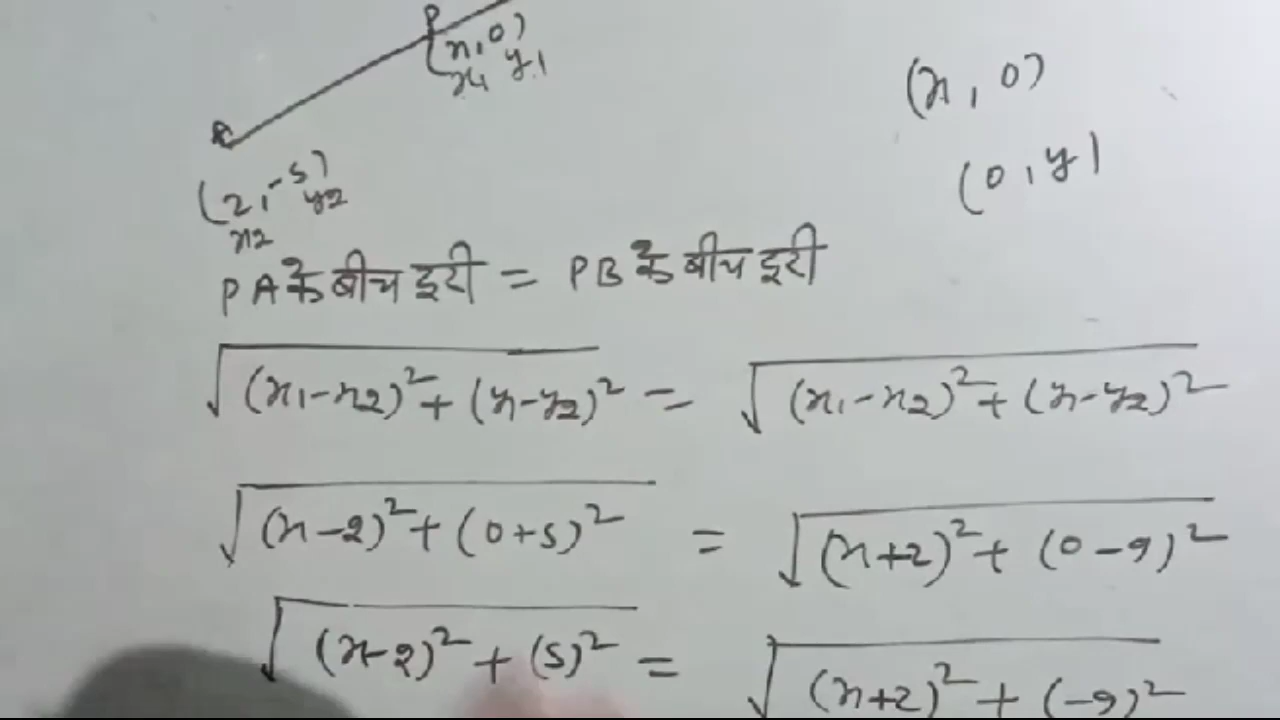 P
(x, 0)
x1 y1
(x, 0)
(0, y)
A
(2, -5)
x2 y2
PA के बीच दूरी = PB के बीच दूरी
√(x1-x2)²+(y1-y2)² = √(x1-x2)²+(y1-y2)²
√(x-2)²+(0+5)² = √(x+2)²+(0-9)²
√(x-2)²+(5)² = √(x+2)²+(-9)²